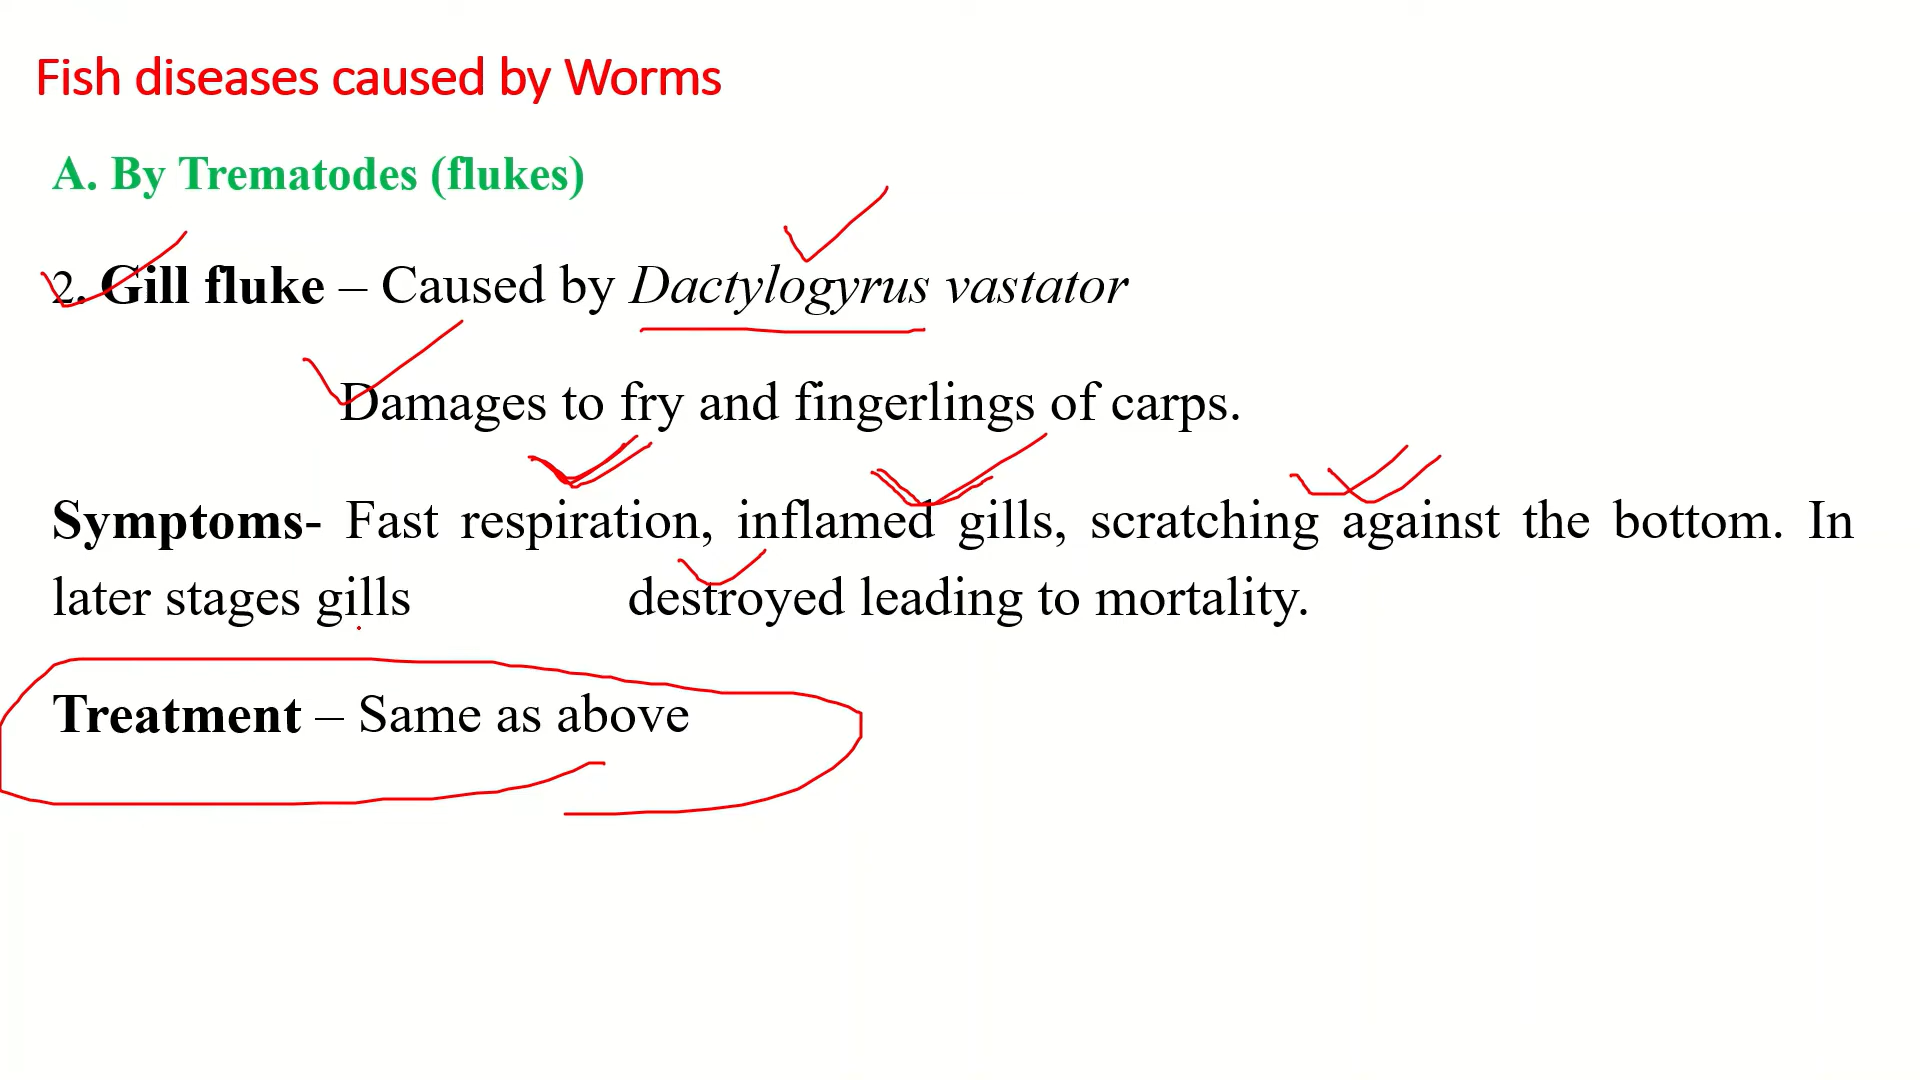 Fish diseases caused by Worms
A. By Trematodes (flukes)
2. Gill fluke – Caused by Dactylogyrus vastator
Damages to fry and fingerlings of carps.
Symptoms- Fast respiration, inflamed gills, scratching against the bottom. In
later stages gills destroyed leading to mortality.
Treatment – Same as above